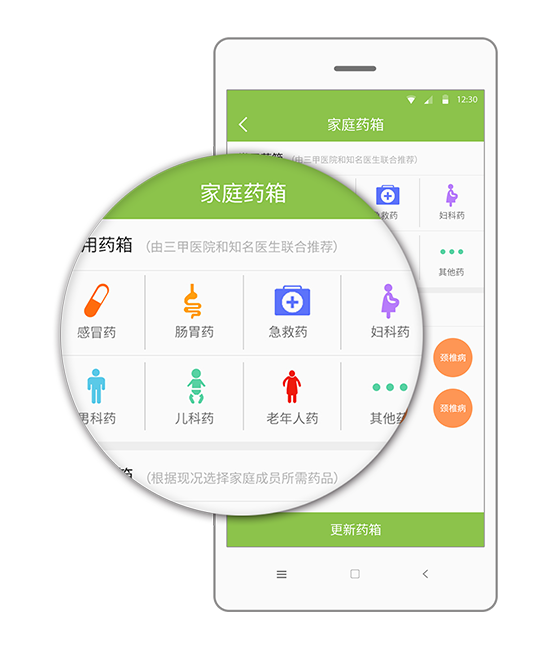 12:30
家庭药箱
(由三甲医院和知名医生联合推荐)
急救药
妇科药
其他药
颈椎病
颈椎病
更新药箱
家庭药箱
用药箱 (由三甲医院和知名医生联合推荐)
感冒药 肠胃药 急救药 妇科药
男科药 儿科药 老年人药 其他药
箱 (根据现况选择家庭成员所需药品)